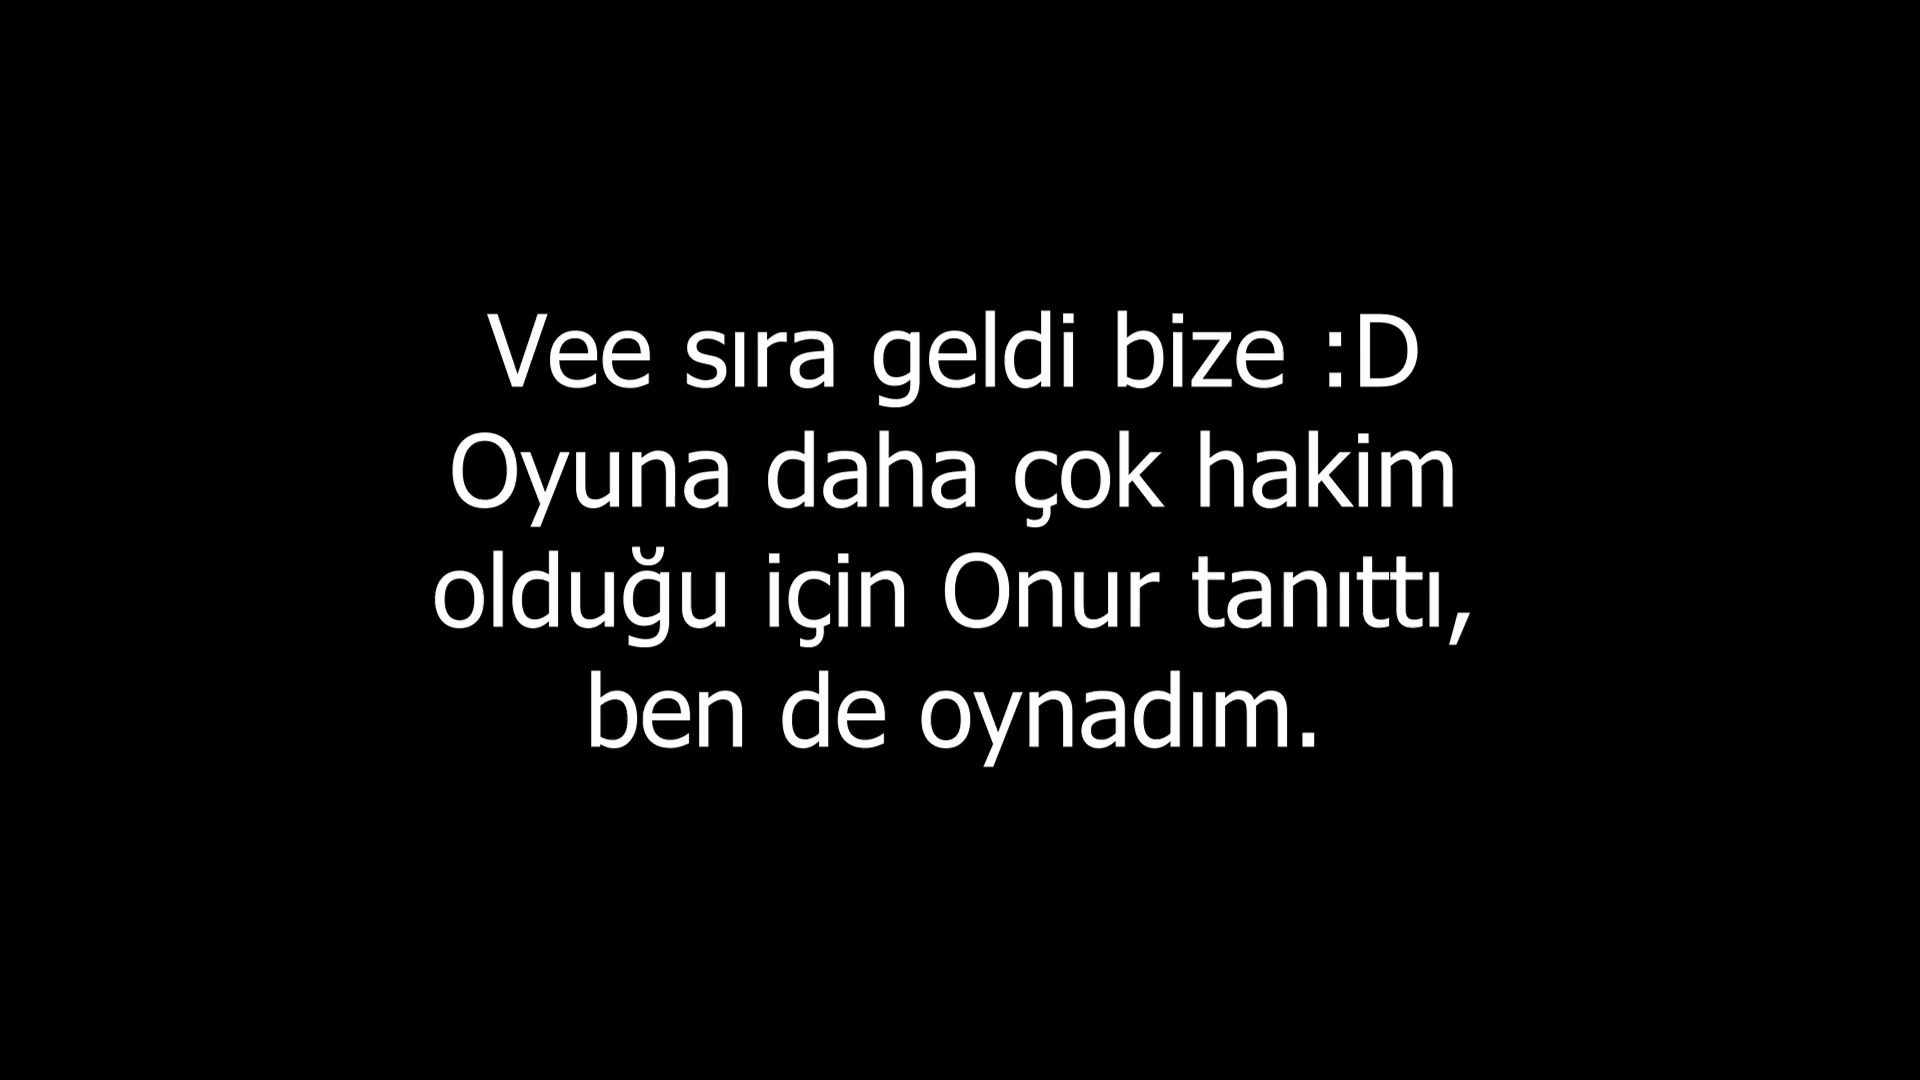 Vee sıra geldi bize :D
Oyuna daha çok hakim
olduğu için Onur tanıttı,
ben de oynadım.